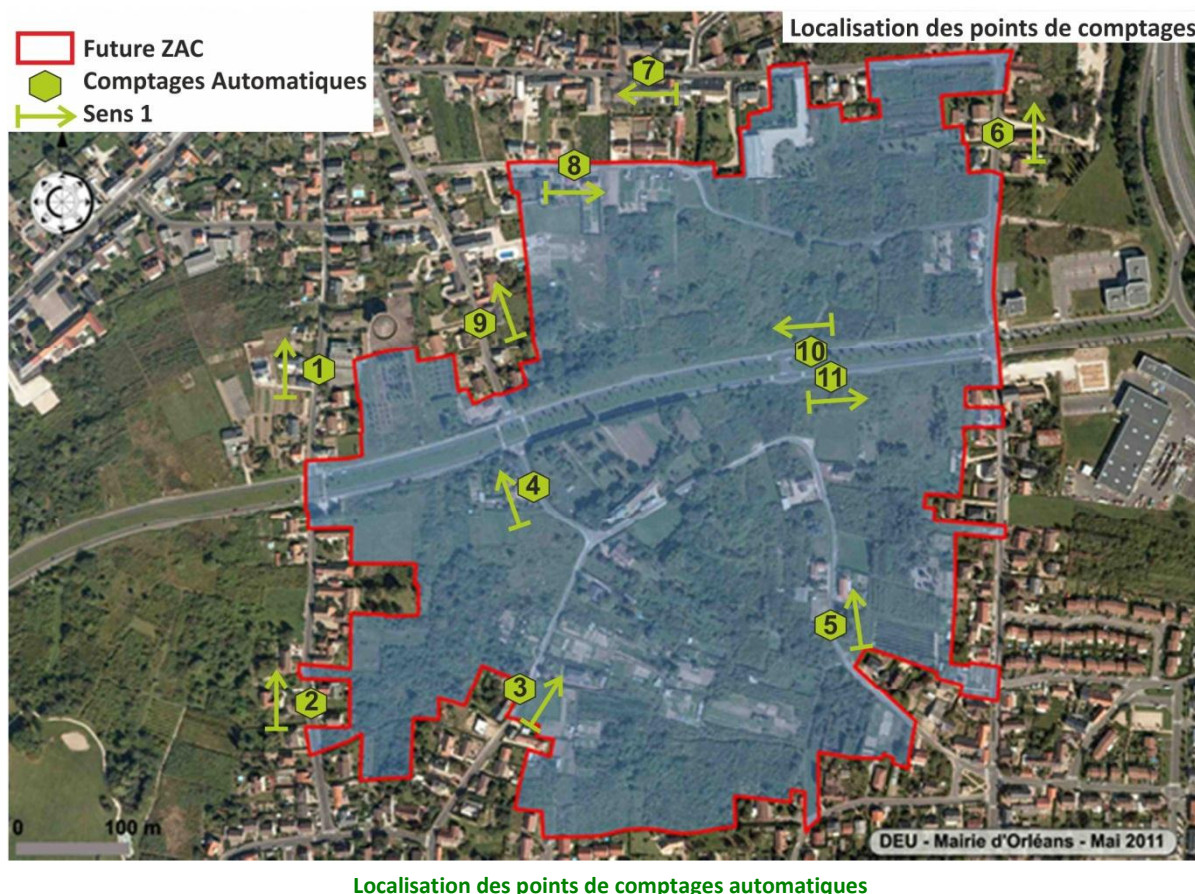 Localisation des points de comptages
Future ZAC
Comptages Automatiques
Sens 1
7
6
8
9
10
1
11
4
5
3
2
0 100 m
DEU - Mairie d'Orléans - Mai 2011
Localisation des points de comptages automatiques